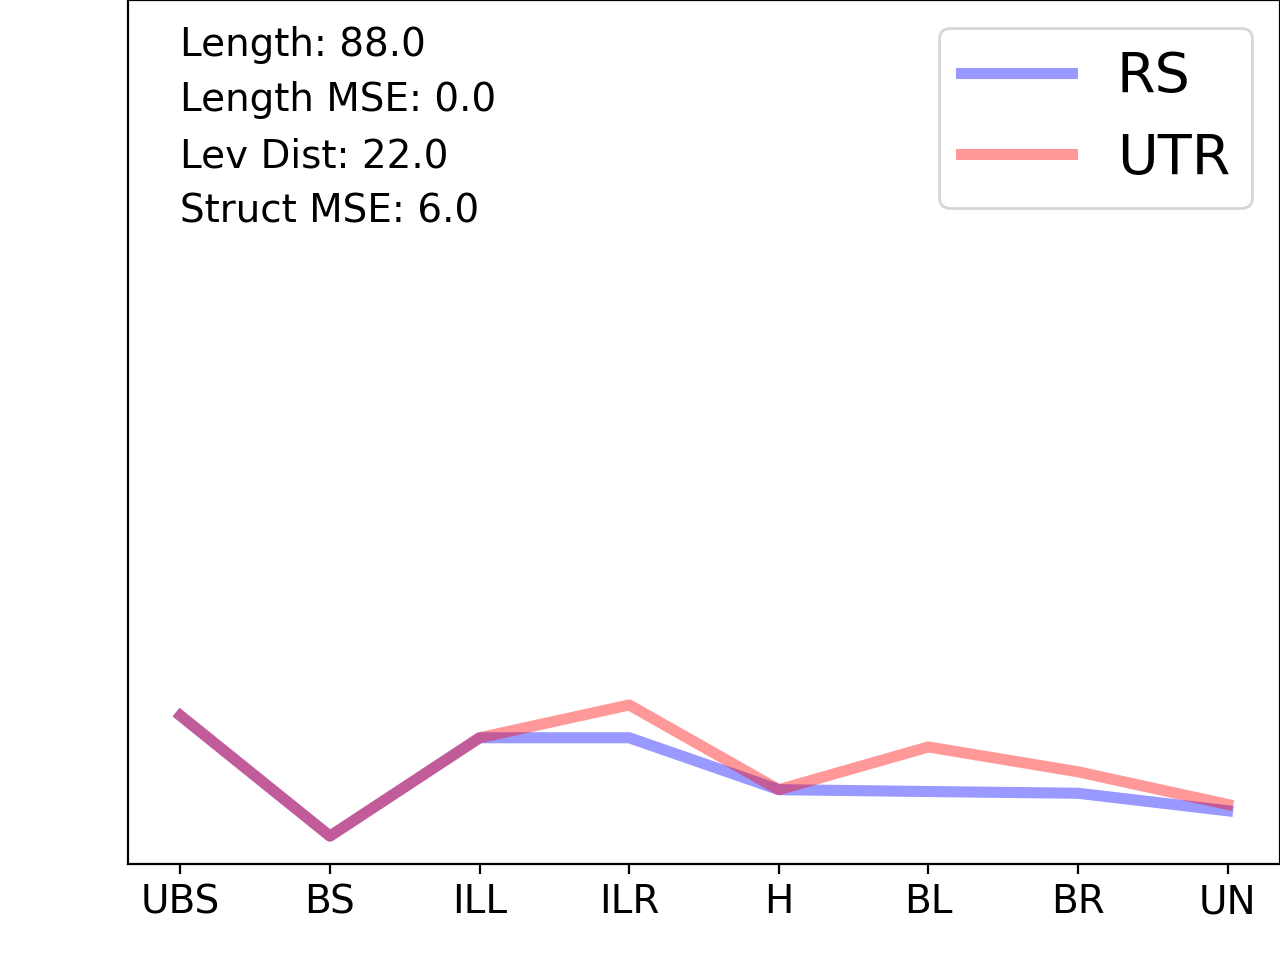 Length: 88.0
Length MSE: 0.0
Lev Dist: 22.0
Struct MSE: 6.0
RS
UTR
UBS BS ILL ILR H BL BR UN